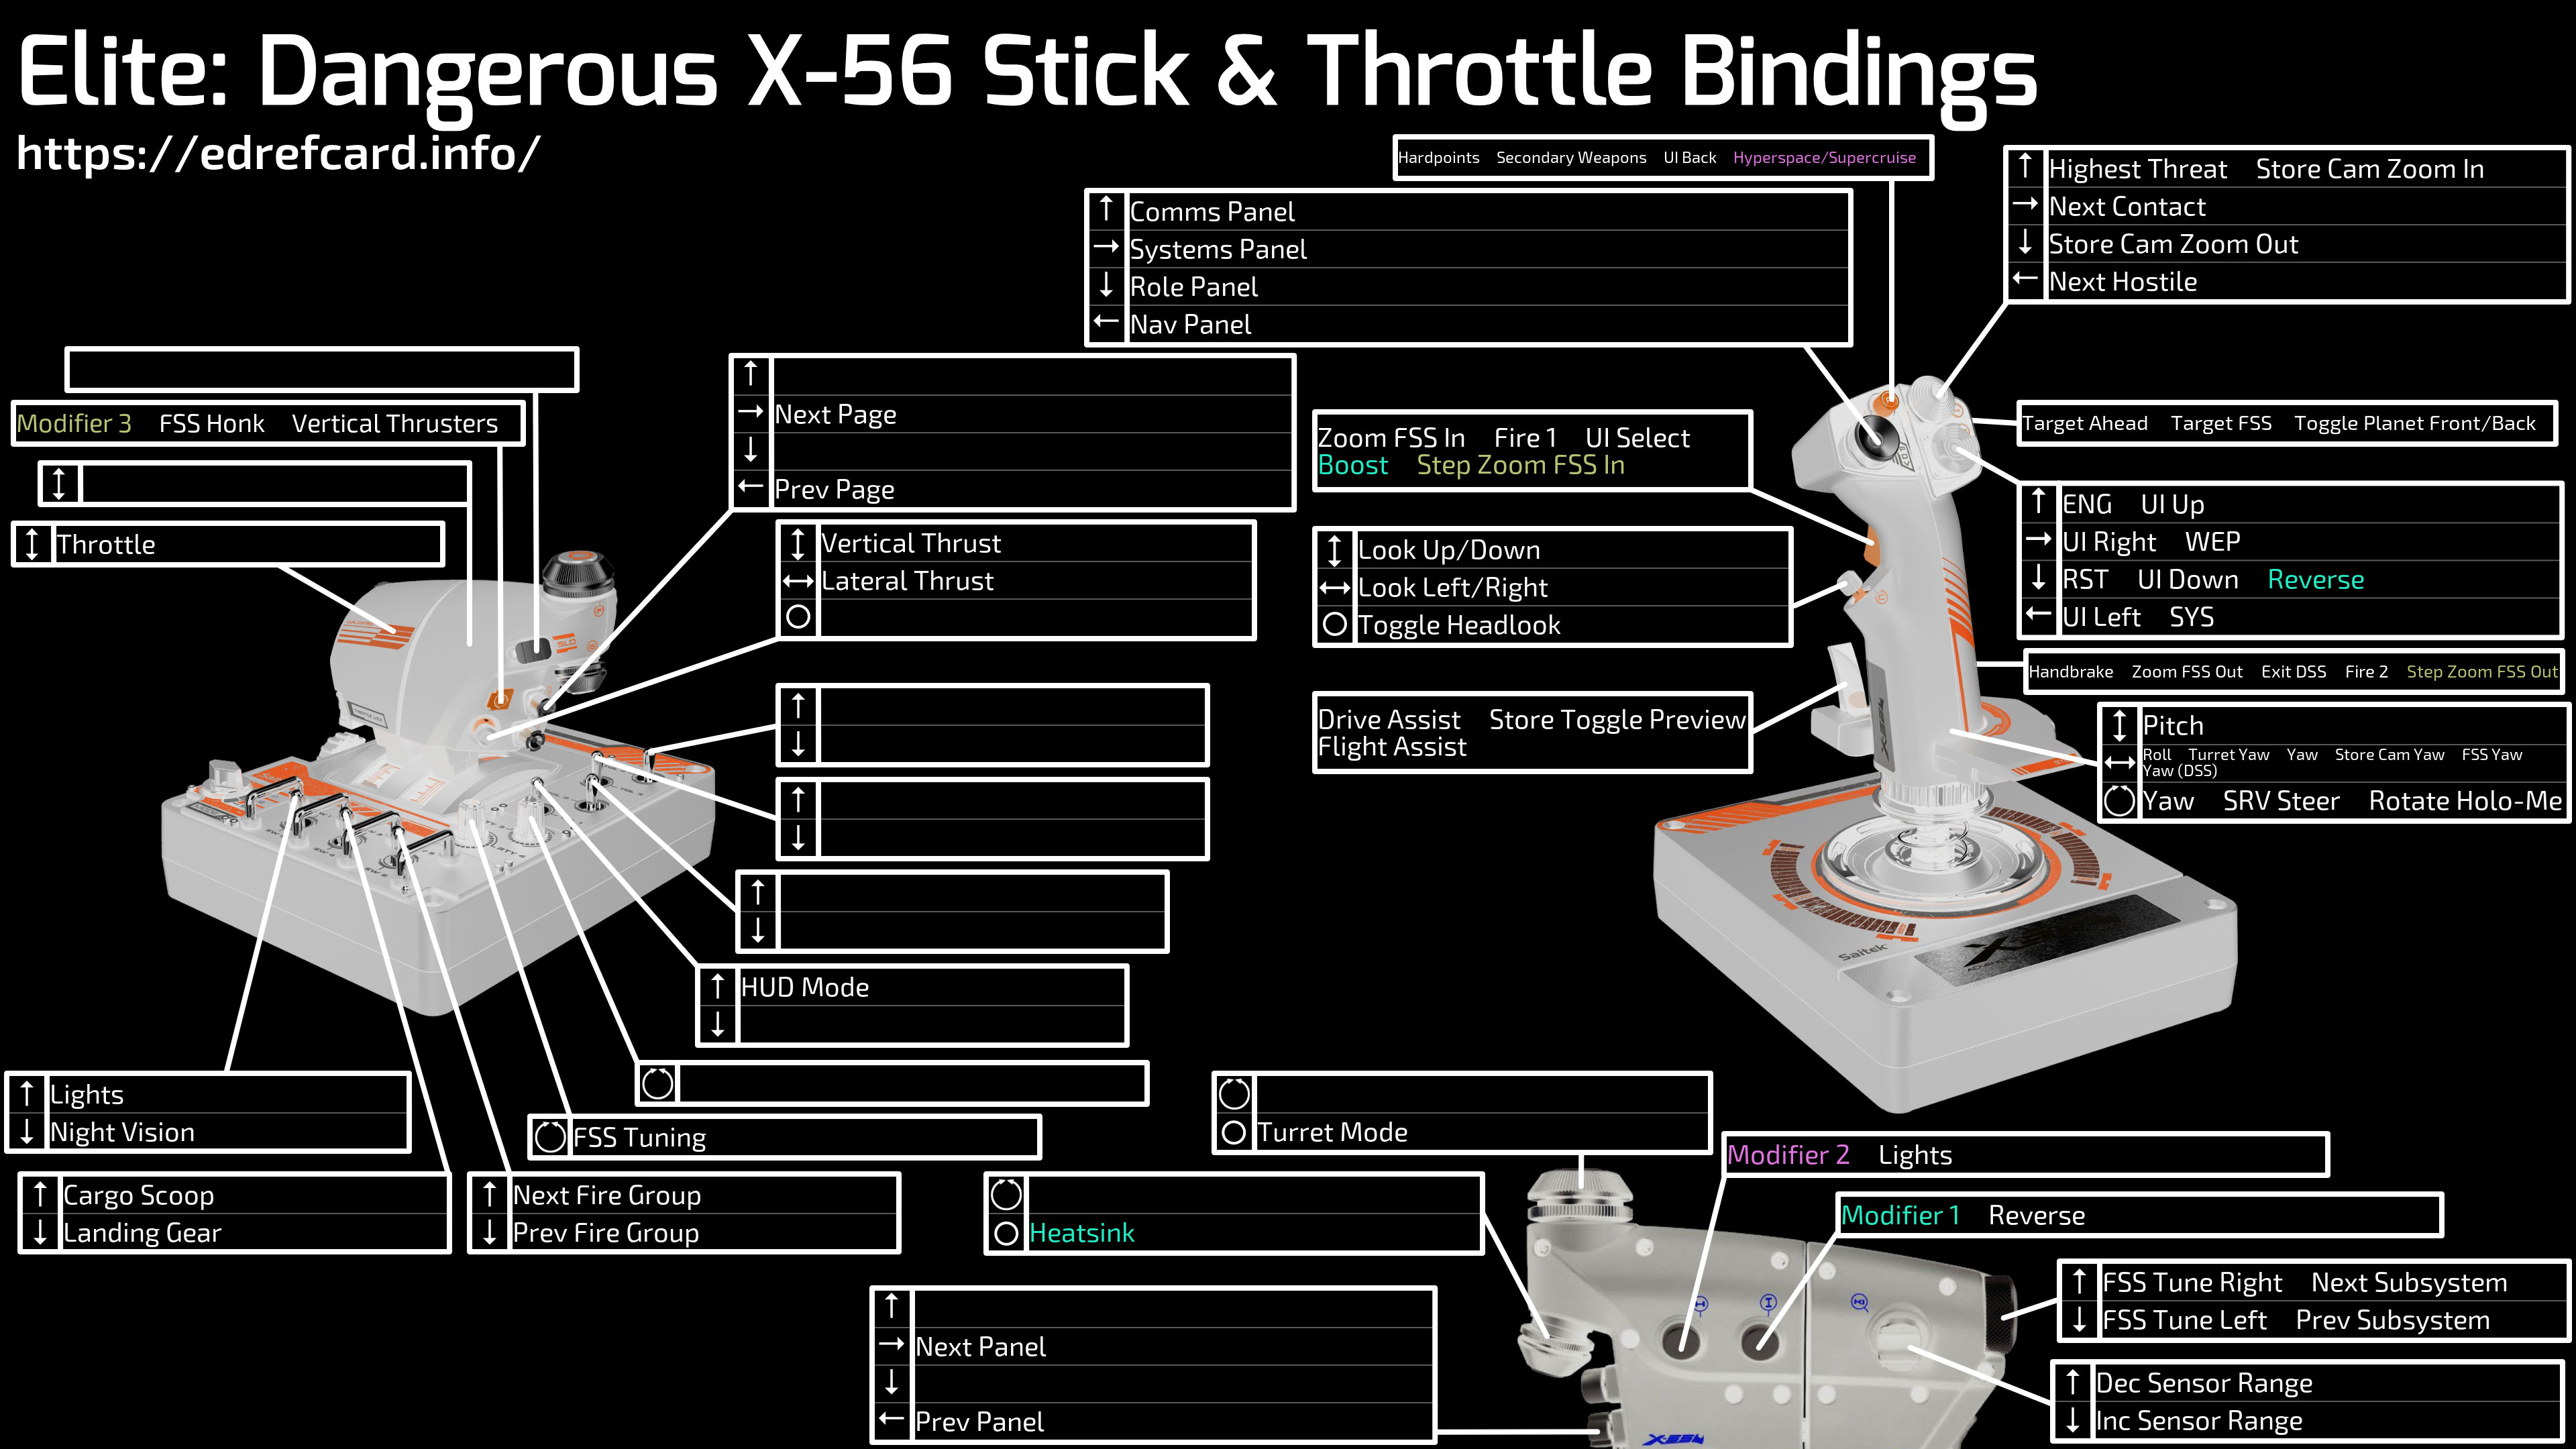 Elite: Dangerous X-56 Stick & Throttle Bindings
https://edrefcard.info/
Hardpoints Secondary Weapons UI Back Hyperspace/Supercruise
↑ Highest Threat Store Cam Zoom In
→ Next Contact
↓ Store Cam Zoom Out
← Next Hostile
↑ Comms Panel
→ Systems Panel
↓ Role Panel
← Nav Panel
Modifier 3 FSS Honk Vertical Thrusters
↕
↕ Throttle
↑
→ Next Page
↓
← Prev Page
↕ Vertical Thrust
↔ Lateral Thrust
○
Zoom FSS In Fire 1 UI Select
Boost Step Zoom FSS In
Target Ahead Target FSS Toggle Planet Front/Back
↕ Look Up/Down
↔ Look Left/Right
○ Toggle Headlook
↑ ENG UI Up
→ UI Right WEP
↓ RST UI Down Reverse
← UI Left SYS
Handbrake Zoom FSS Out Exit DSS Fire 2 Step Zoom FSS Out
Drive Assist Store Toggle Preview
Flight Assist
↕ Pitch
↔ Roll Turret Yaw Yaw Store Cam Yaw FSS Yaw
Yaw (DSS)
Yaw SRV Steer Rotate Holo-Me
↑
↓
↑
↓
↑
↓
↑ HUD Mode
↓
Saitek
↑ Lights
↓ Night Vision
FSS Tuning
↑ Cargo Scoop
↓ Landing Gear
↑ Next Fire Group
↓ Prev Fire Group
○ Turret Mode
○ Heatsink
Modifier 2 Lights
Modifier 1 Reverse
↑ FSS Tune Right Next Subsystem
↓ FSS Tune Left Prev Subsystem
↑ Dec Sensor Range
↓ Inc Sensor Range
↑
→ Next Panel
↓
← Prev Panel